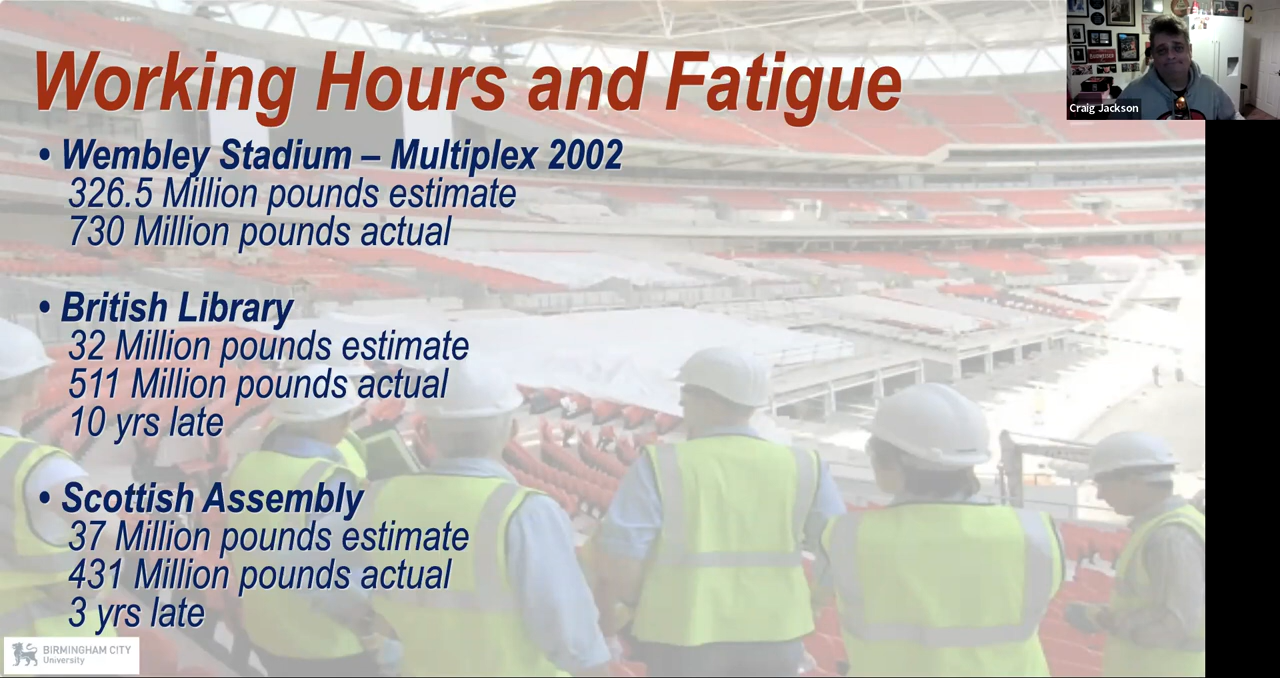 Working Hours and Fatigue
• Wembley Stadium – Multiplex 2002
326.5 Million pounds estimate
730 Million pounds actual
• British Library
32 Million pounds estimate
511 Million pounds actual
10 yrs late
• Scottish Assembly
37 Million pounds estimate
431 Million pounds actual
3 yrs late
BIRMINGHAM CITY
University
Craig Jackson